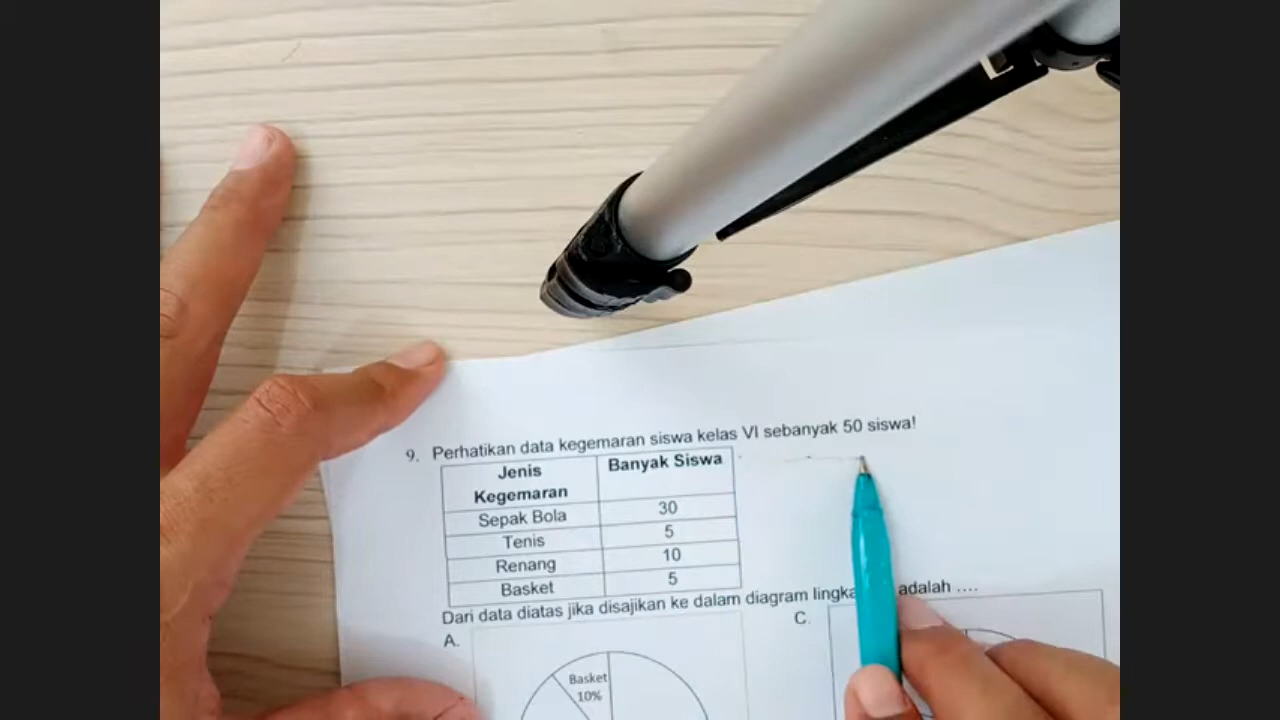 9. Perhatikan data kegemaran siswa kelas VI sebanyak 50 siswa!
Jenis Kegemaran Banyak Siswa
Sepak Bola 30
Tenis 5
Renang 10
Basket 5
Dari data diatas jika disajikan ke dalam diagram adalah ....
A. C.
Basket
10%